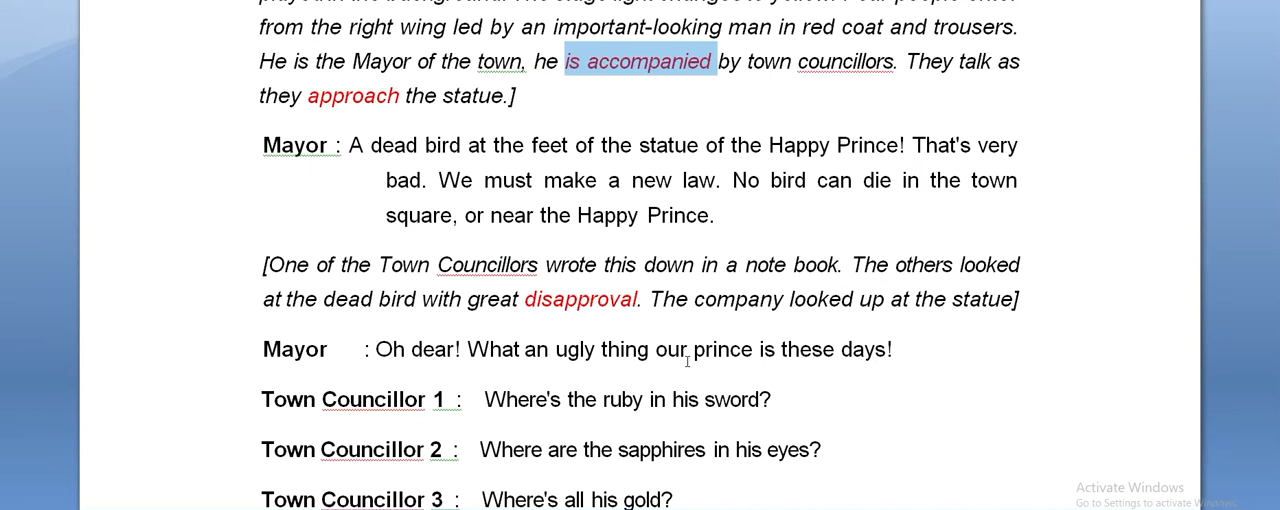 from the right wing led by an important-looking man in red coat and trousers.
He is the Mayor of the town, he is accompanied by town councillors. They talk as
they approach the statue.]
Mayor : A dead bird at the feet of the statue of the Happy Prince! That's very
bad. We must make a new law. No bird can die in the town
square, or near the Happy Prince.
[One of the Town Councillors wrote this down in a note book. The others looked
at the dead bird with great disapproval. The company looked up at the statue]
Mayor : Oh dear! What an ugly thing our prince is these days!
Town Councillor 1 : Where's the ruby in his sword?
Town Councillor 2 : Where are the sapphires in his eyes?
Town Councillor 3 : Where's all his gold?
Activate Windows
Go to Settings to activate Windows.